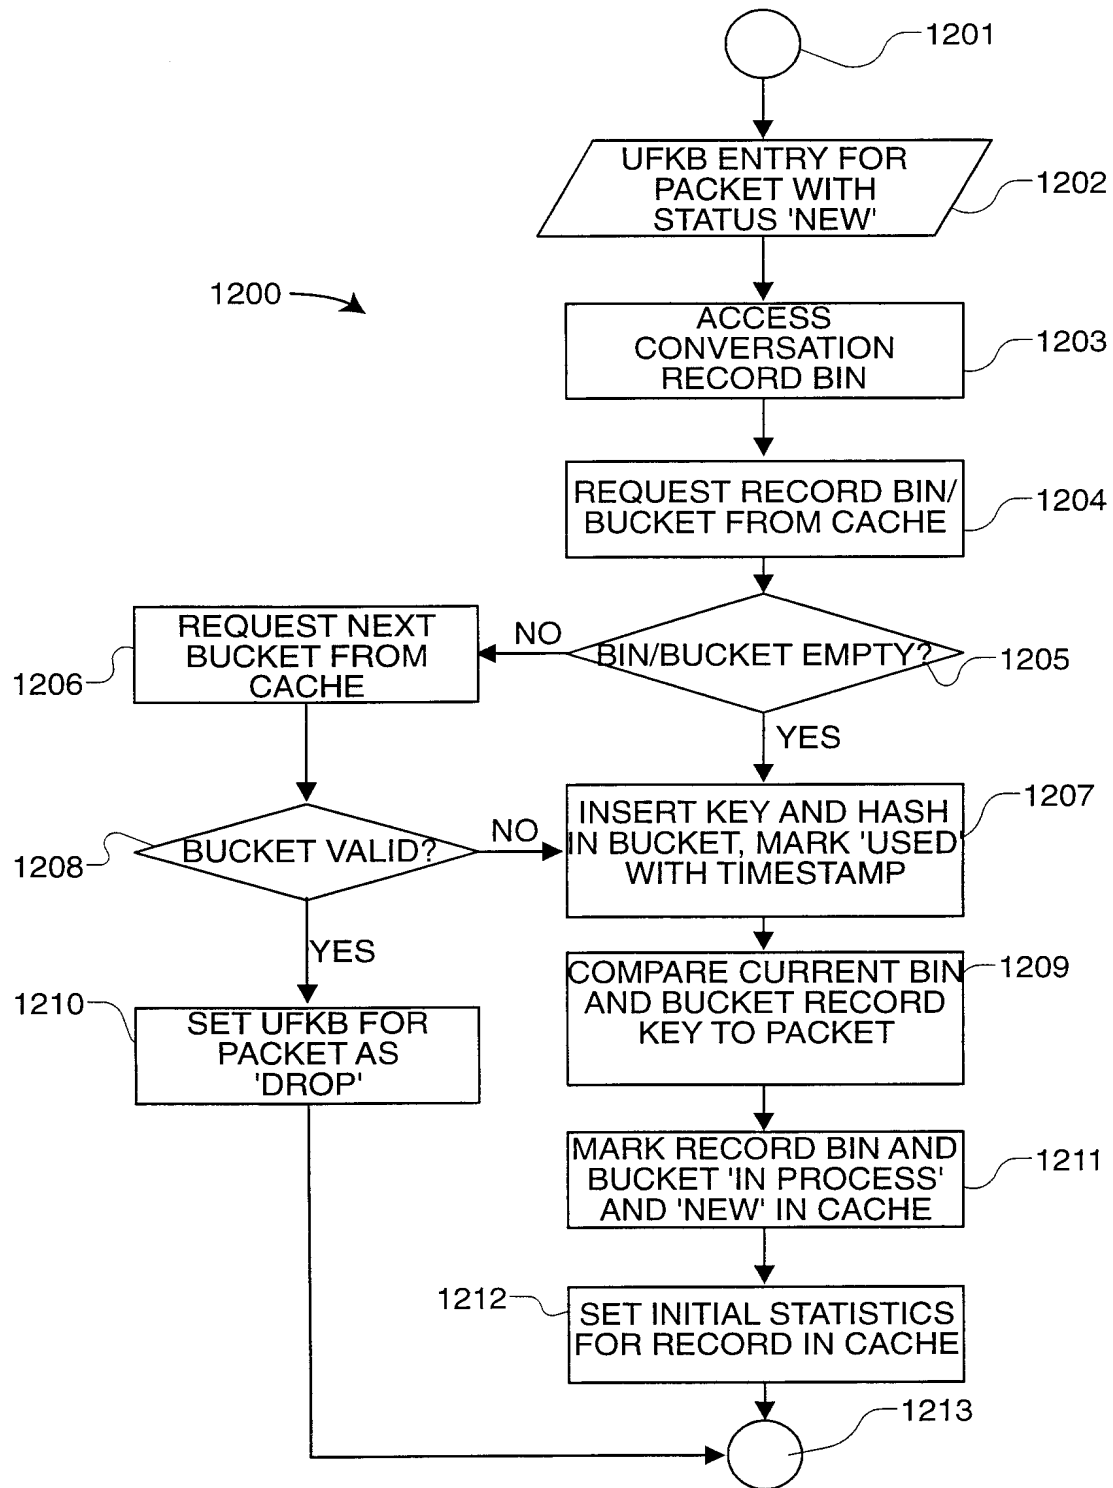 1201
UFKB ENTRY FOR
PACKET WITH
STATUS 'NEW'
1202
1200
ACCESS
CONVERSATION
RECORD BIN
1203
REQUEST RECORD BIN/
BUCKET FROM CACHE
1204
REQUEST NEXT
BUCKET FROM
CACHE
1206
NO
BIN/BUCKET EMPTY?
1205
YES
INSERT KEY AND HASH
IN BUCKET, MARK 'USED'
WITH TIMESTAMP
1207
BUCKET VALID?
NO
1208
YES
COMPARE CURRENT BIN
AND BUCKET RECORD
KEY TO PACKET
1209
1210
SET UFKB FOR
PACKET AS
'DROP'
MARK RECORD BIN AND
BUCKET 'IN PROCESS'
AND 'NEW' IN CACHE
1211
1212
SET INITIAL STATISTICS
FOR RECORD IN CACHE
1213